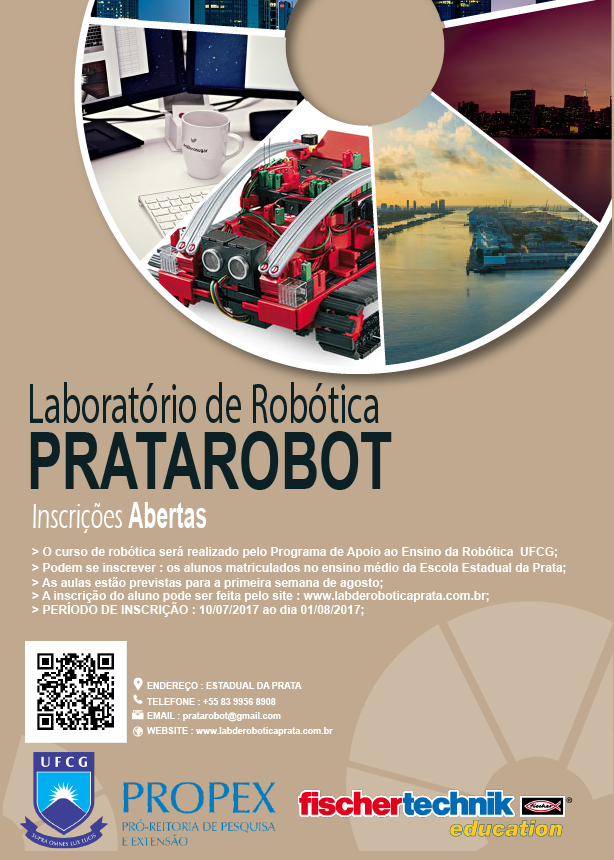 Laboratório de Robótica
PRATAROBOT
Inscrições Abertas
> O curso de robótica será realizado pelo Programa de Apoio ao Ensino da Robótica UFCG;
> Podem se inscrever : os alunos matriculados no ensino médio da Escola Estadual da Prata;
> As aulas estão previstas para a primeira semana de agosto;
> A inscrição do aluno pode ser feita pelo site : www.labderoboticaprata.com.br;
> PERÍODO DE INSCRIÇÃO : 10/07/2017 ao dia 01/08/2017;
ENDEREÇO : ESTADUAL DA PRATA
TELEFONE : +55 83 9956 8908
EMAIL : pratarobot@gmail.com
WEBSITE : www.labderoboticaprata.com.br
UFCG
SUPRA OMNES LUX LUCIS
PROPEX
PRÓ-REITORIA DE PESQUISA
E EXTENSÃO
fischertechnik fischer ®
education